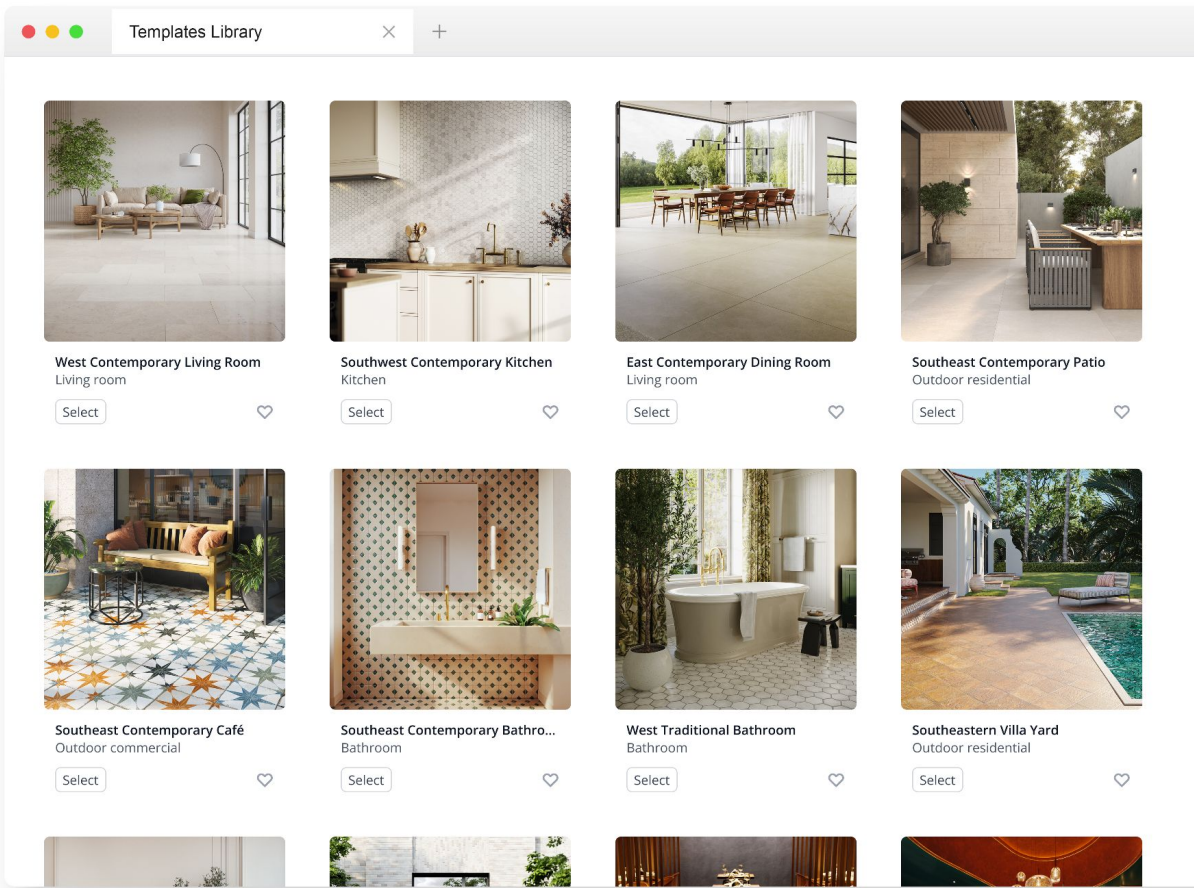 Templates Library
West Contemporary Living Room
Living room
Select
Southwest Contemporary Kitchen
Kitchen
Select
East Contemporary Dining Room
Living room
Select
Southeast Contemporary Patio
Outdoor residential
Select
Southeast Contemporary Café
Outdoor commercial
Select
Southeast Contemporary Bathro...
Bathroom
Select
West Traditional Bathroom
Bathroom
Select
Southeastern Villa Yard
Outdoor residential
Select